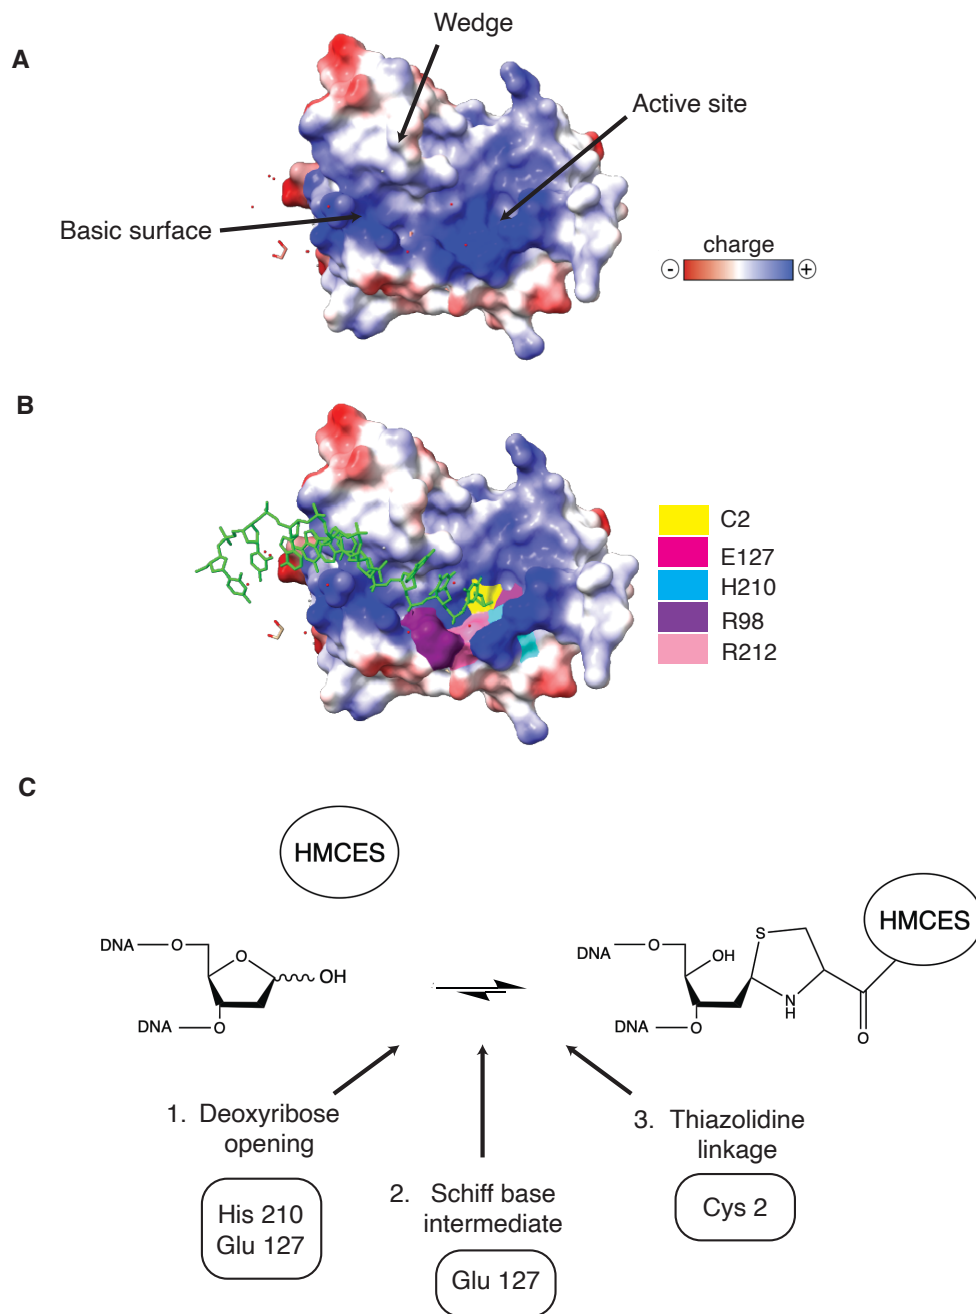 A
Wedge
Active site
Basic surface
charge
- +
B
C2
E127
H210
R98
R212
C
HMCES
HMCES
DNA O O OH
DNA O
DNA O OH S
N
H
DNA O
O
1. Deoxyribose
opening
His 210
Glu 127
2. Schiff base
intermediate
Glu 127
3. Thiazolidine
linkage
Cys 2